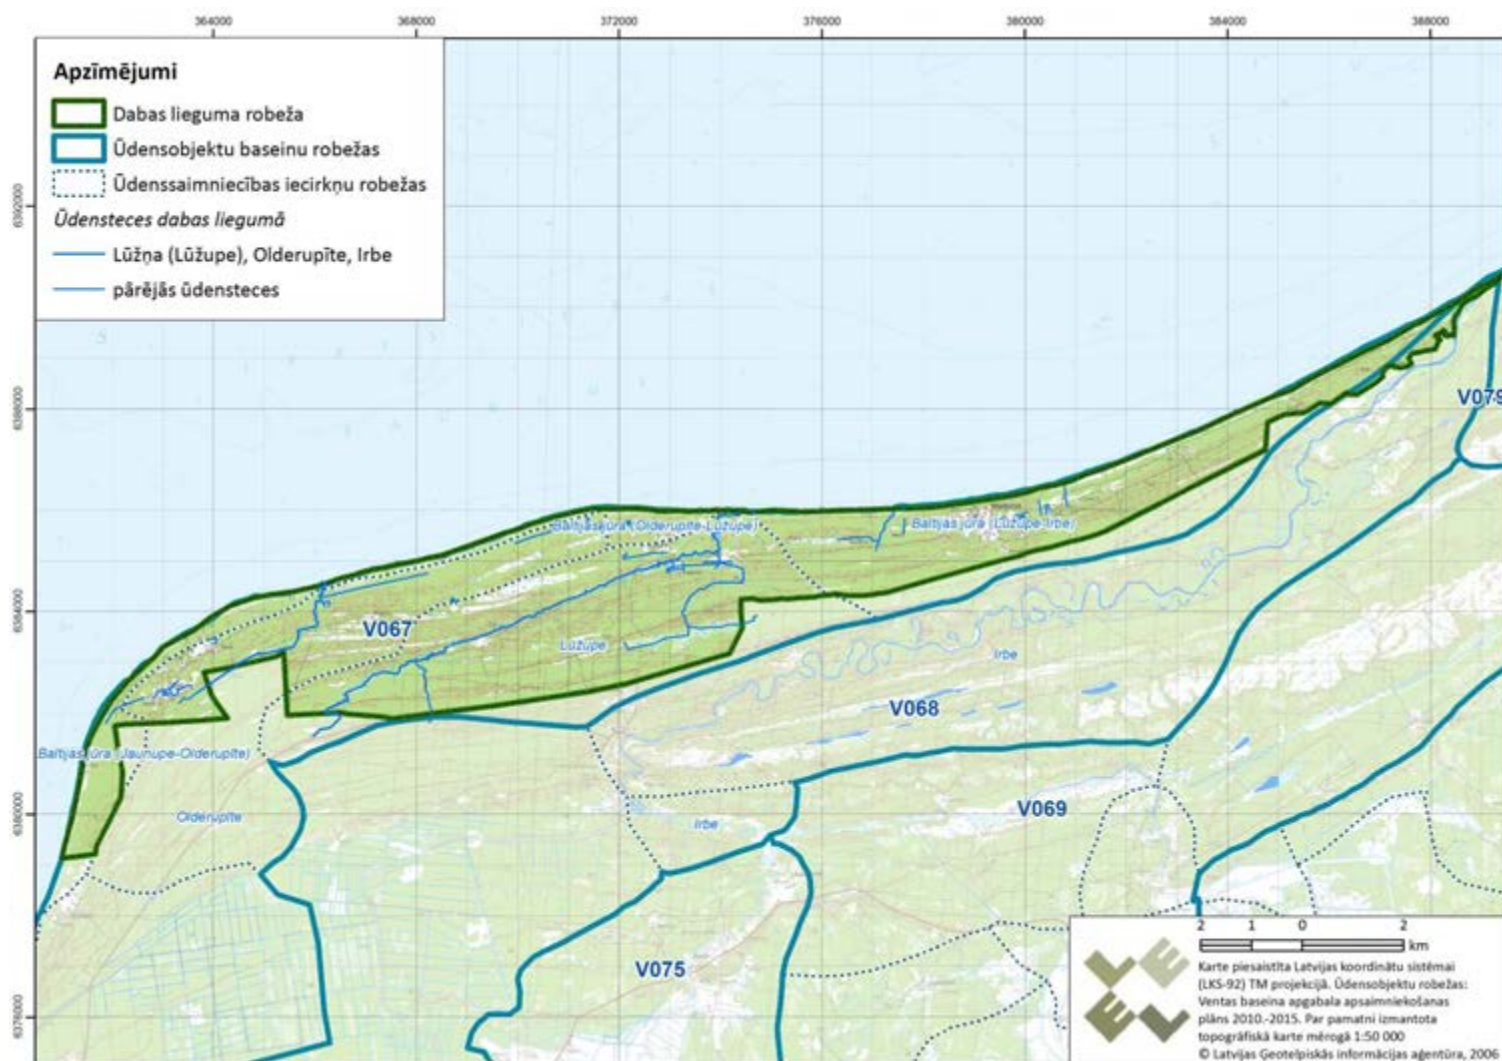 364000 368000 372000 376000 380000 384000 388000
Apzīmējumi
Dabas lieguma robeža
Ūdensobjektu baseinu robežas
Ūdenssaimniecības iecirkņu robežas
Ūdensteces dabas liegumā
Lūžņa (Lūžupe), Olderupīte, Irbe
pārējās ūdensteces
6392000
6388000
6384000
6380000
6376000
V079
Baltijas jūra (Olderupīte-Lūžupe)
Baltijas jūra (Lūžupe-Irbe)
V067
Lūžupe
Irbe
V068
Baltijas jūra (Jaunupe-Olderupīte)
Olderupīte
Irbe
V069
V075
2 1 0 2
km
Karte piesaistīta Latvijas koordinātu sistēmai
(LKS-92) TM projekcijā. Ūdensobjektu robežas:
Ventas baseina apgabala apsaimniekošanas
plāns 2010.-2015. Par pamatni izmantota
topogrāfiskā karte mērogā 1:50 000
© Latvijas Ģeotelpiskās informācijas aģentūra, 2006